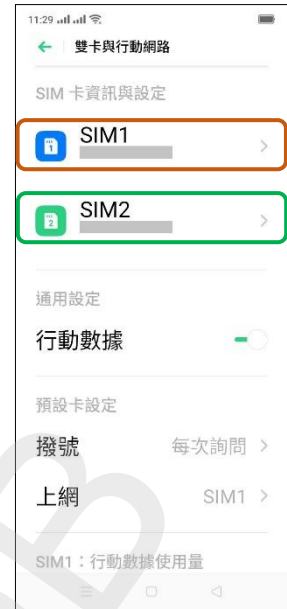 11:29
雙卡與行動網路
SIM 卡資訊與設定
SIM1
1
SIM2
2
通用設定
行動數據
預設卡設定
撥號 每次詢問
上網 SIM1
SIM1：行動數據使用量